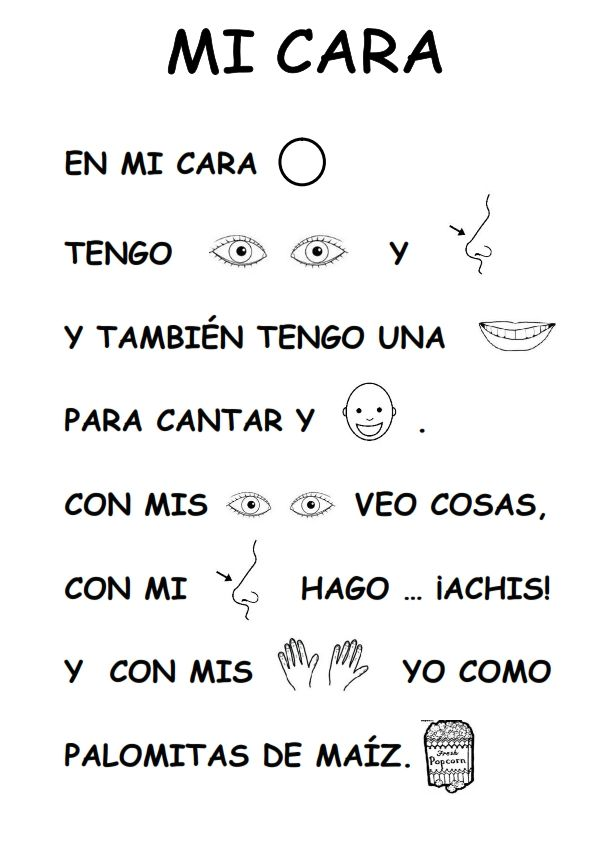 MI CARA
EN MI CARA
TENGO Y
Y TAMBIÉN TENGO UNA
PARA CANTAR Y .
CON MIS VEO COSAS,
CON MI HAGO ... ¡ACHIS!
Y CON MIS YO COMO
PALOMITAS DE MAÍZ.
Fresh
Popcorn